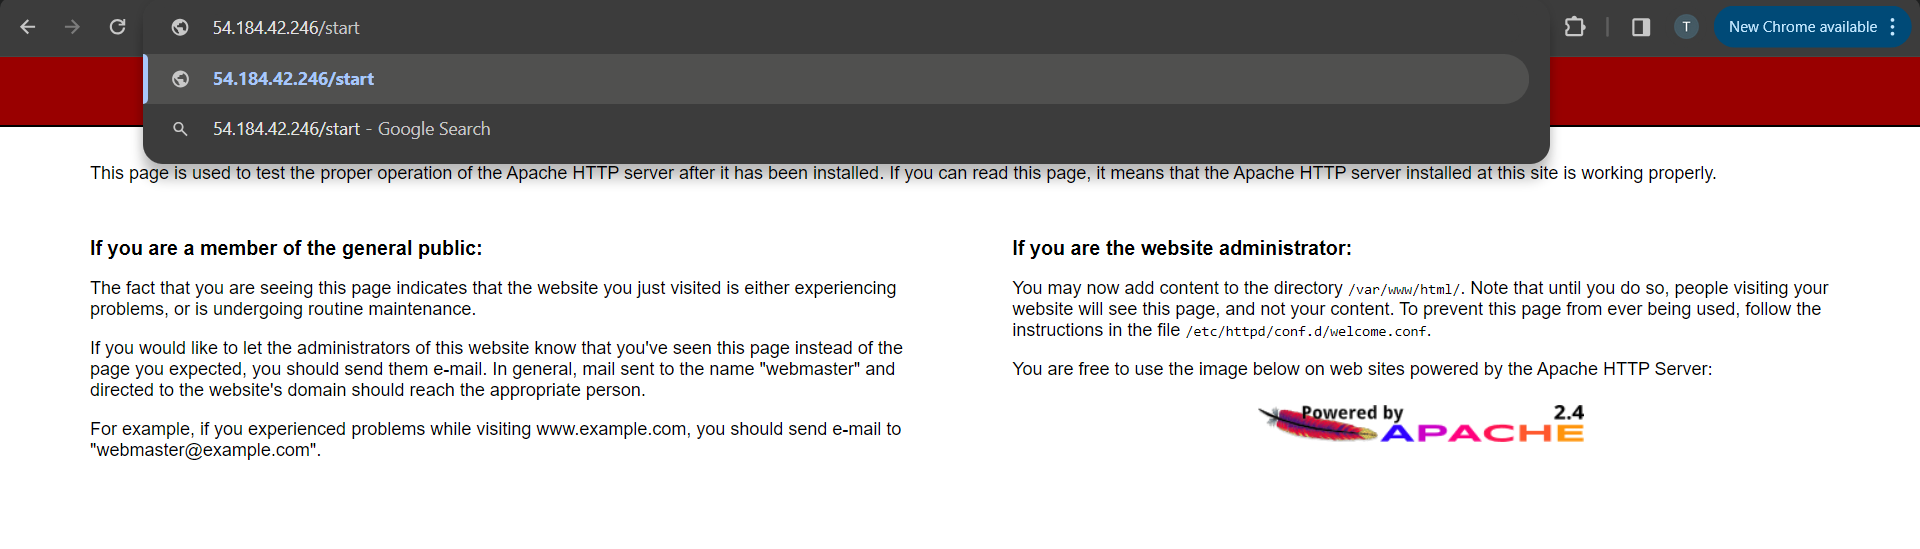 54.184.42.246/start
T
New Chrome available
54.184.42.246/start
54.184.42.246/start - Google Search
This page is used to test the proper operation of the Apache HTTP server after it has been installed. If you can read this page, it means that the Apache HTTP server installed at this site is working properly.
If you are a member of the general public:
The fact that you are seeing this page indicates that the website you just visited is either experiencing
problems, or is undergoing routine maintenance.
If you would like to let the administrators of this website know that you've seen this page instead of the
page you expected, you should send them e-mail. In general, mail sent to the name "webmaster" and
directed to the website's domain should reach the appropriate person.
For example, if you experienced problems while visiting www.example.com, you should send e-mail to
"webmaster@example.com".
If you are the website administrator:
You may now add content to the directory /var/www/html/. Note that until you do so, people visiting your
website will see this page, and not your content. To prevent this page from ever being used, follow the
instructions in the file /etc/httpd/conf.d/welcome.conf.
You are free to use the image below on web sites powered by the Apache HTTP Server:
Powered by 2.4
APACHE